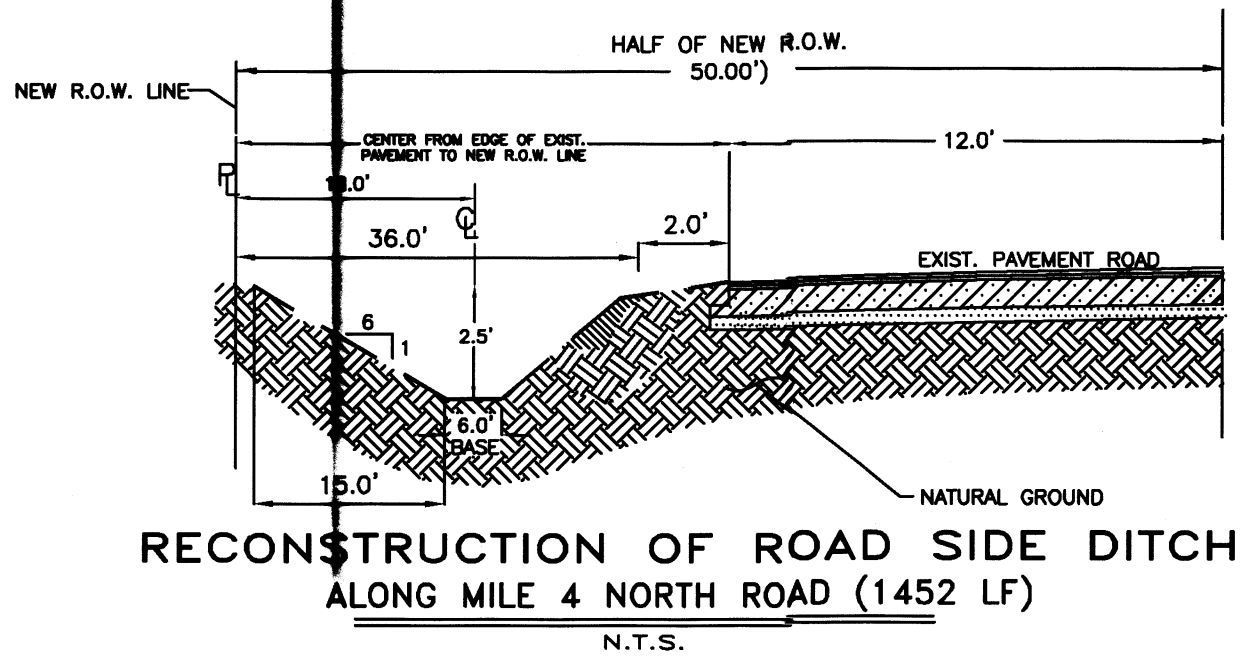 HALF OF NEW R.O.W.
50.00')
NEW R.O.W. LINE
CENTER FROM EDGE OF EXIST.
PAVEMENT TO NEW R.O.W. LINE
12.0'
PL
CL
36.0'
2.0'
EXIST. PAVEMENT ROAD
6
1
2.5'
6.0'
BASE
15.0'
NATURAL GROUND
RECONSTRUCTION OF ROAD SIDE DITCH
ALONG MILE 4 NORTH ROAD (1452 LF)
N.T.S.